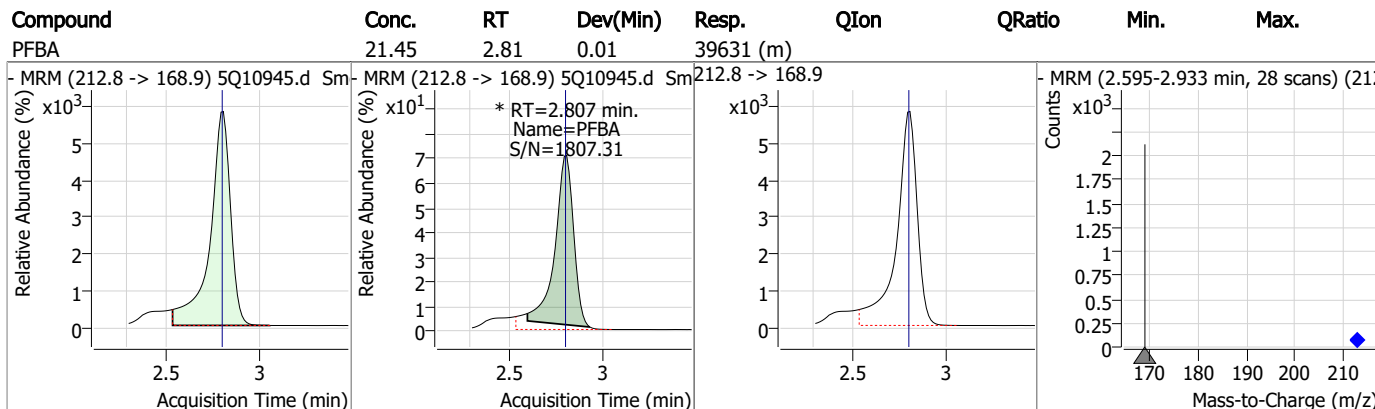 Compound Conc. RT Dev(Min) Resp. QIon QRatio Min. Max.
PFBA 21.45 2.81 0.01 39631 (m)
- MRM (212.8 -> 168.9) 5Q10945.d Sm
Relative Abundance (%)
x10³
5
4
3
2
1
0
2.5 3
Acquisition Time (min)
- MRM (212.8 -> 168.9) 5Q10945.d Sm
Relative Abundance (%)
x10¹
* RT=2.807 min.
Name=PFBA
S/N=1807.31
7
6
5
4
3
2
1
0
2.5 3
Acquisition Time (min)
212.8 -> 168.9
x10³
5
4
3
2
1
0
2.5 3
Acquisition Time (min)
- MRM (2.595-2.933 min, 28 scans) (212
Counts
x10³
2
1.75
1.5
1.25
1
0.75
0.5
0.25
0
170 180 190 200 210
Mass-to-Charge (m/z)